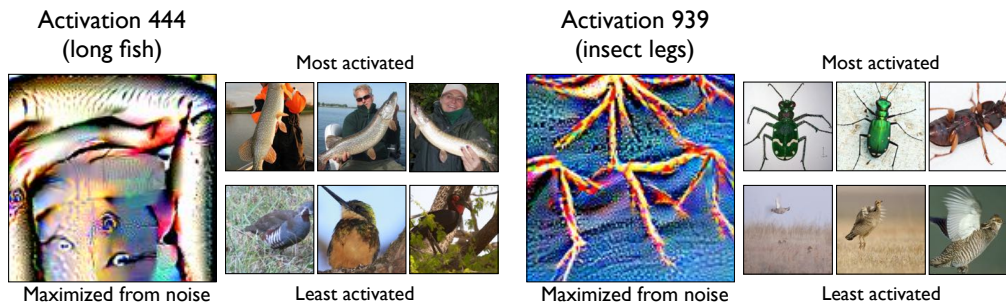 Activation 444
(long fish)
Most activated
Maximized from noise
Least activated
Activation 939
(insect legs)
Most activated
Maximized from noise
Least activated